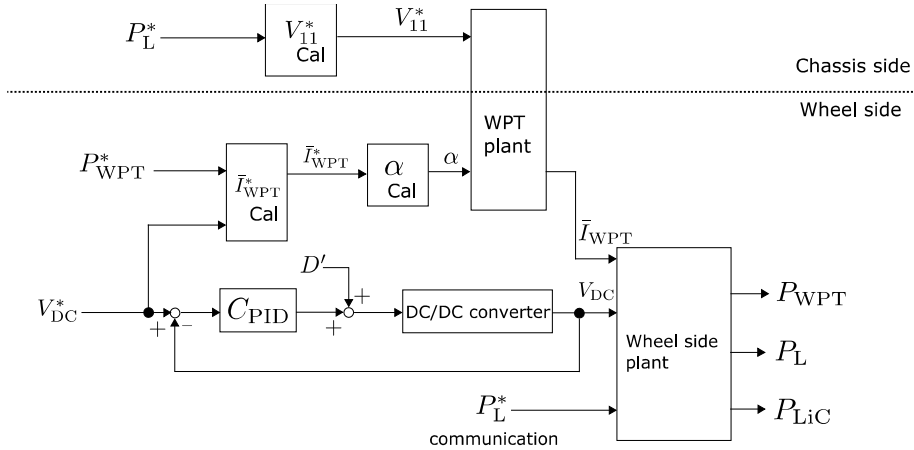 P*L
V*11
Cal
V*11
Chassis side
Wheel side
WPT
plant
P*WPT
Ī*WPT
Cal
Ī*WPT
α
Cal
α
ĪWPT
D′
V*DC
+
−
CPID
+
+
DC/DC converter
VDC
Wheel side
plant
PWPT
PL
PLiC
P*L
communication